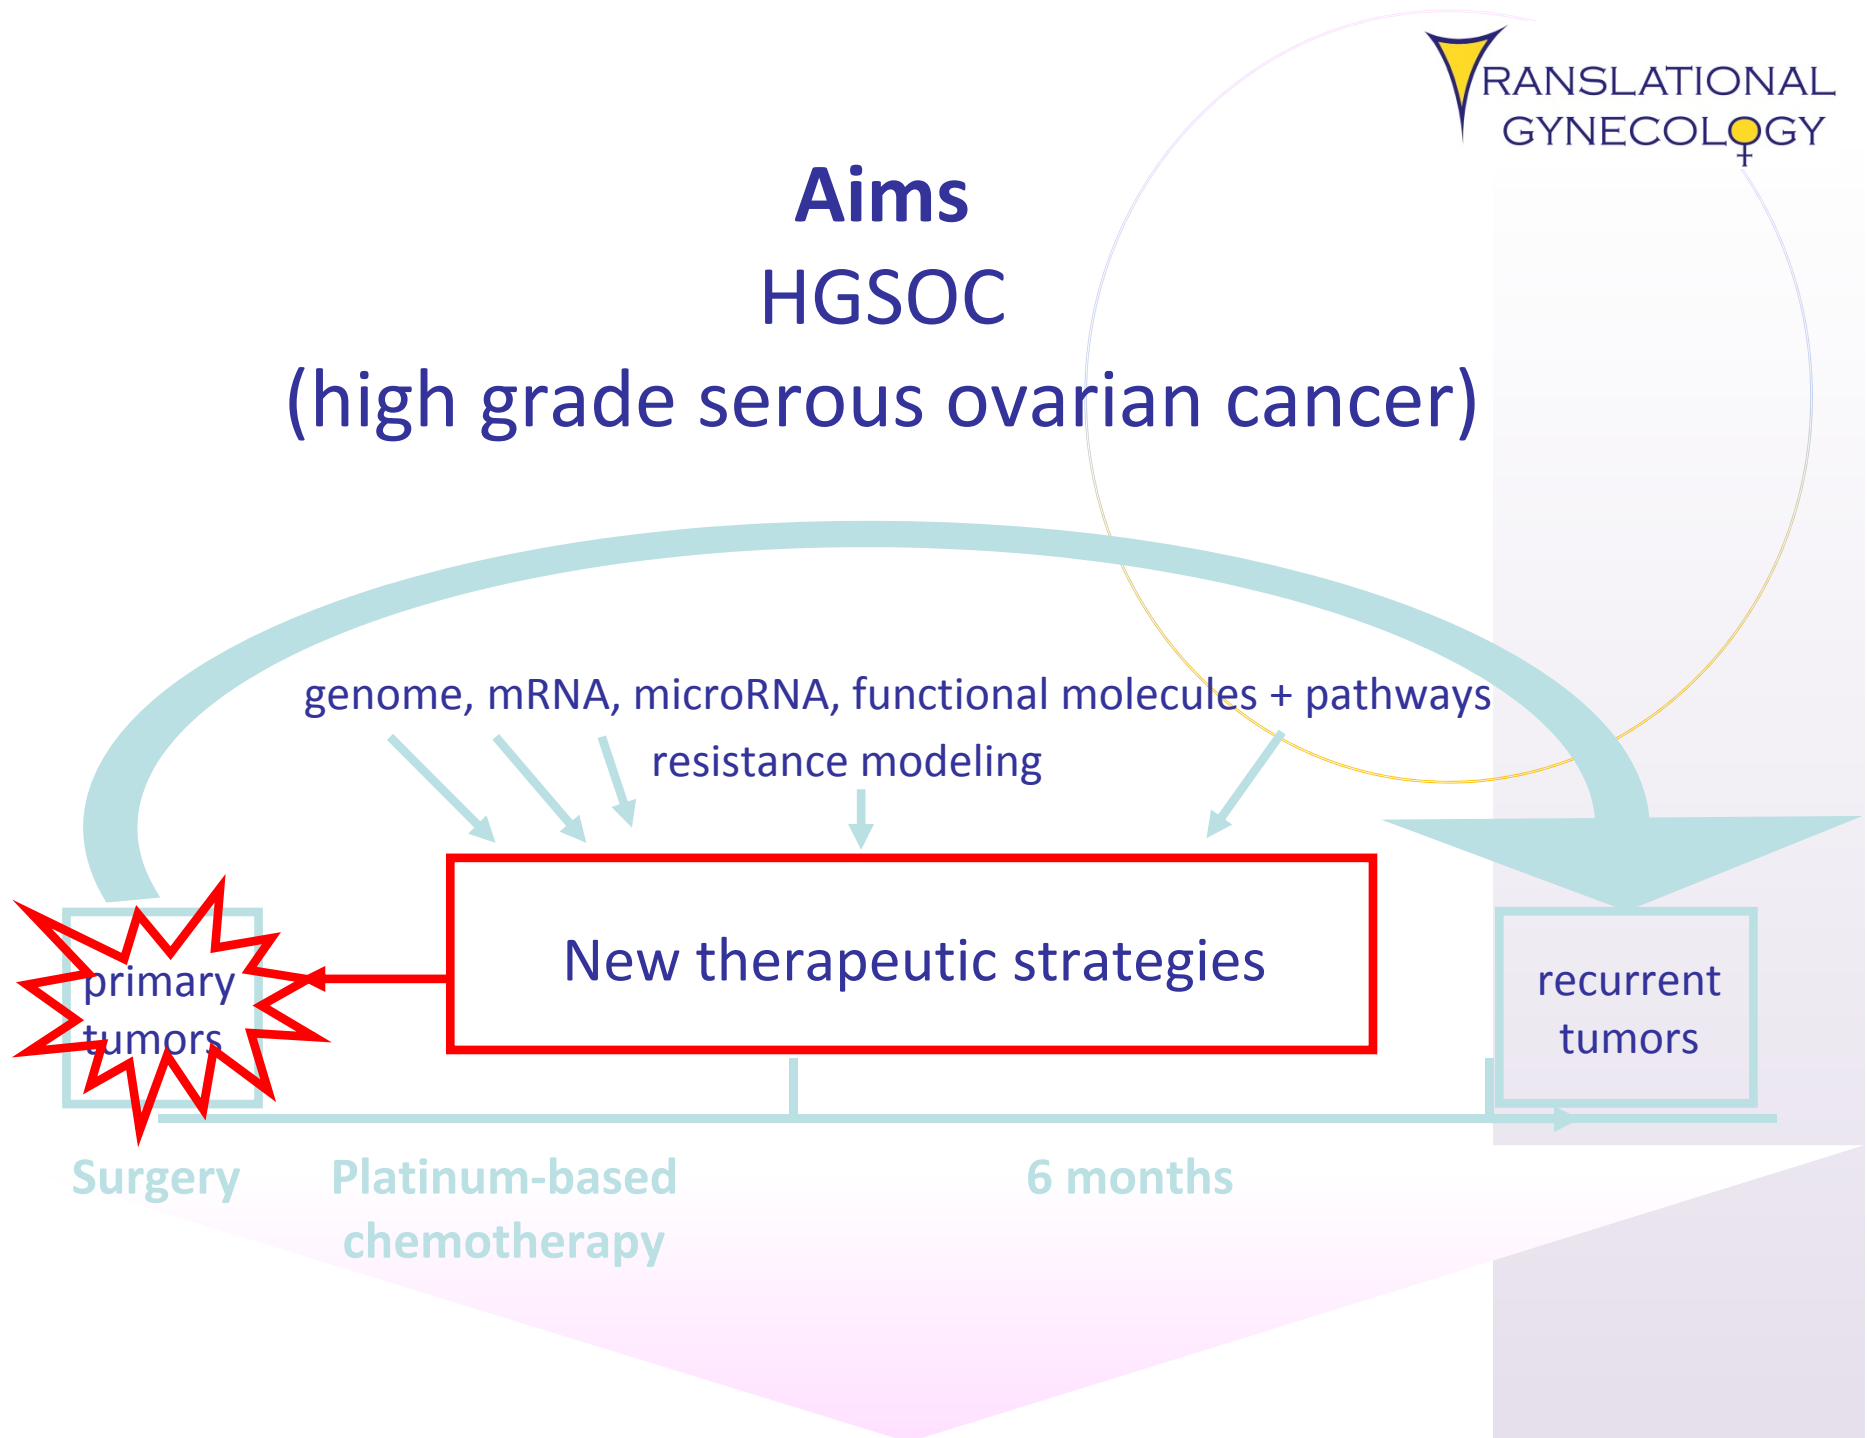 TRANSLATIONAL
GYNECOLOGY
Aims
HGSOC
(high grade serous ovarian cancer)
genome, mRNA, microRNA, functional molecules + pathways
resistance modeling
New therapeutic strategies
primary
tumors
recurrent
tumors
Surgery
Platinum-based
chemotherapy
6 months